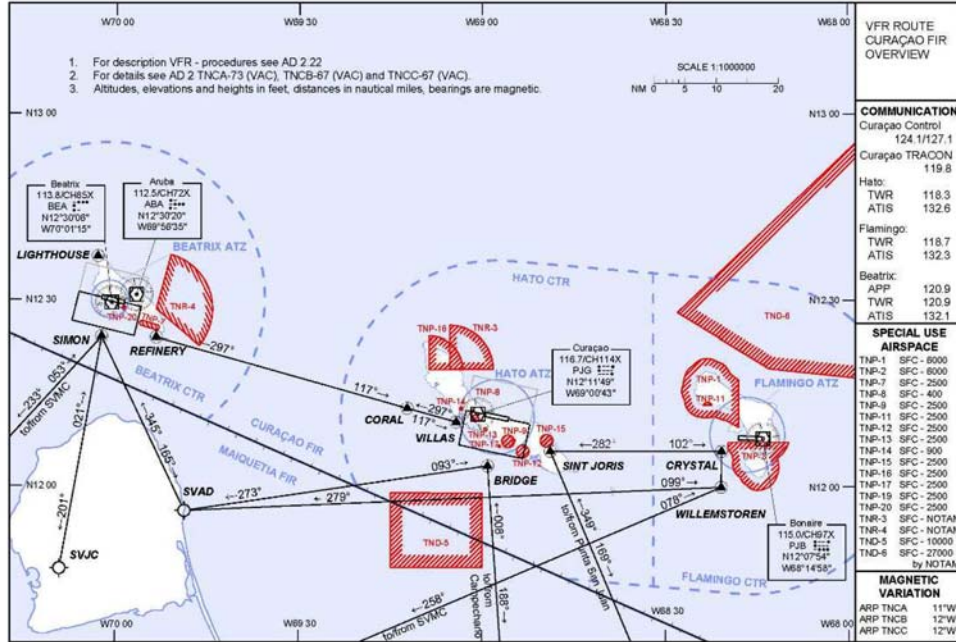 W70 00
W69 30
W69 00
W68 30
W68 00
VFR ROUTE
CURAÇAO FIR
OVERVIEW
1. For description VFR - procedures see AD 2.22
2. For details see AD 2 TNCA-73 (VAC), TNCB-67 (VAC) and TNCC-67 (VAC).
3. Altitudes, elevations and heights in feet, distances in nautical miles, bearings are magnetic.
SCALE 1:1000000
NM 0 5 10 20
N13 00
N13 00
COMMUNICATION
Curaçao Control
124.1/127.1
Curaçao TRACON
119.8
Hato:
TWR 118.3
ATIS 132.6
Flamingo:
TWR 118.7
ATIS 132.3
Beatrix:
APP 120.9
TWR 120.9
ATIS 132.1
SPECIAL USE
AIRSPACE
TNP-1 SFC - 6000
TNP-2 SFC - 6000
TNP-7 SFC - 2500
TNP-8 SFC - 400
TNP-9 SFC - 2500
TNP-11 SFC - 2500
TNP-12 SFC - 2500
TNP-13 SFC - 2500
TNP-14 SFC - 900
TNP-15 SFC - 2500
TNP-16 SFC - 2500
TNP-17 SFC - 2500
TNP-19 SFC - 2500
TNP-20 SFC - 2500
TNR-3 SFC - NOTAM
TNR-4 SFC - NOTAM
TND-5 SFC - 10000
TND-6 SFC - 27000
by NOTAM
MAGNETIC
VARIATION
ARP TNCA 11°W
ARP TNCB 12°W
ARP TNCC 12°W
Beatrix
113.8/CH85X
BEA
N12°30'06"
W70°01'15"
Aruba
112.5/CH72X
ABA
N12°30'20"
W69°56'35"
LIGHTHOUSE
BEATRIX ATZ
N12 30
TNR-4
TNP-20
TNP-7
SIMON
REFINERY
←297°
BEATRIX CTR
CURAÇAO FIR
MAIQUETIA FIR
←233° 053°→
to/from SVMC
021°→
←201°
←345° 165°→
SVAD
SVJC
HATO CTR
N12 30
TNP-16
TNR-3
TND-6
Curaçao
116.7/CH114X
PJG
N12°11'49"
W69°00'43"
HATO ATZ
TNP-14
TNP-8
117°→
CORAL
←297°
117°→
VILLAS
TNP-13
TNP-9
TNP-15
TNP-12
SINT JORIS
←282°
102°→
CRYSTAL
TNP-1
TNP-11
FLAMINGO ATZ
TNP-2
N12 00
093°→
BRIDGE
←273°
←279°
099°→
078°→
WILLEMSTOREN
N12 00
TND-5
←008°
188°→
to/from
Campechano
←349°
169°→
to/from Punta San Juan
←258°
to/from SVMC
FLAMINGO CTR
Bonaire
115.0/CH97X
PJB
N12°07'54"
W68°14'58"
W70 00
W69 30
W69 00
W68 30